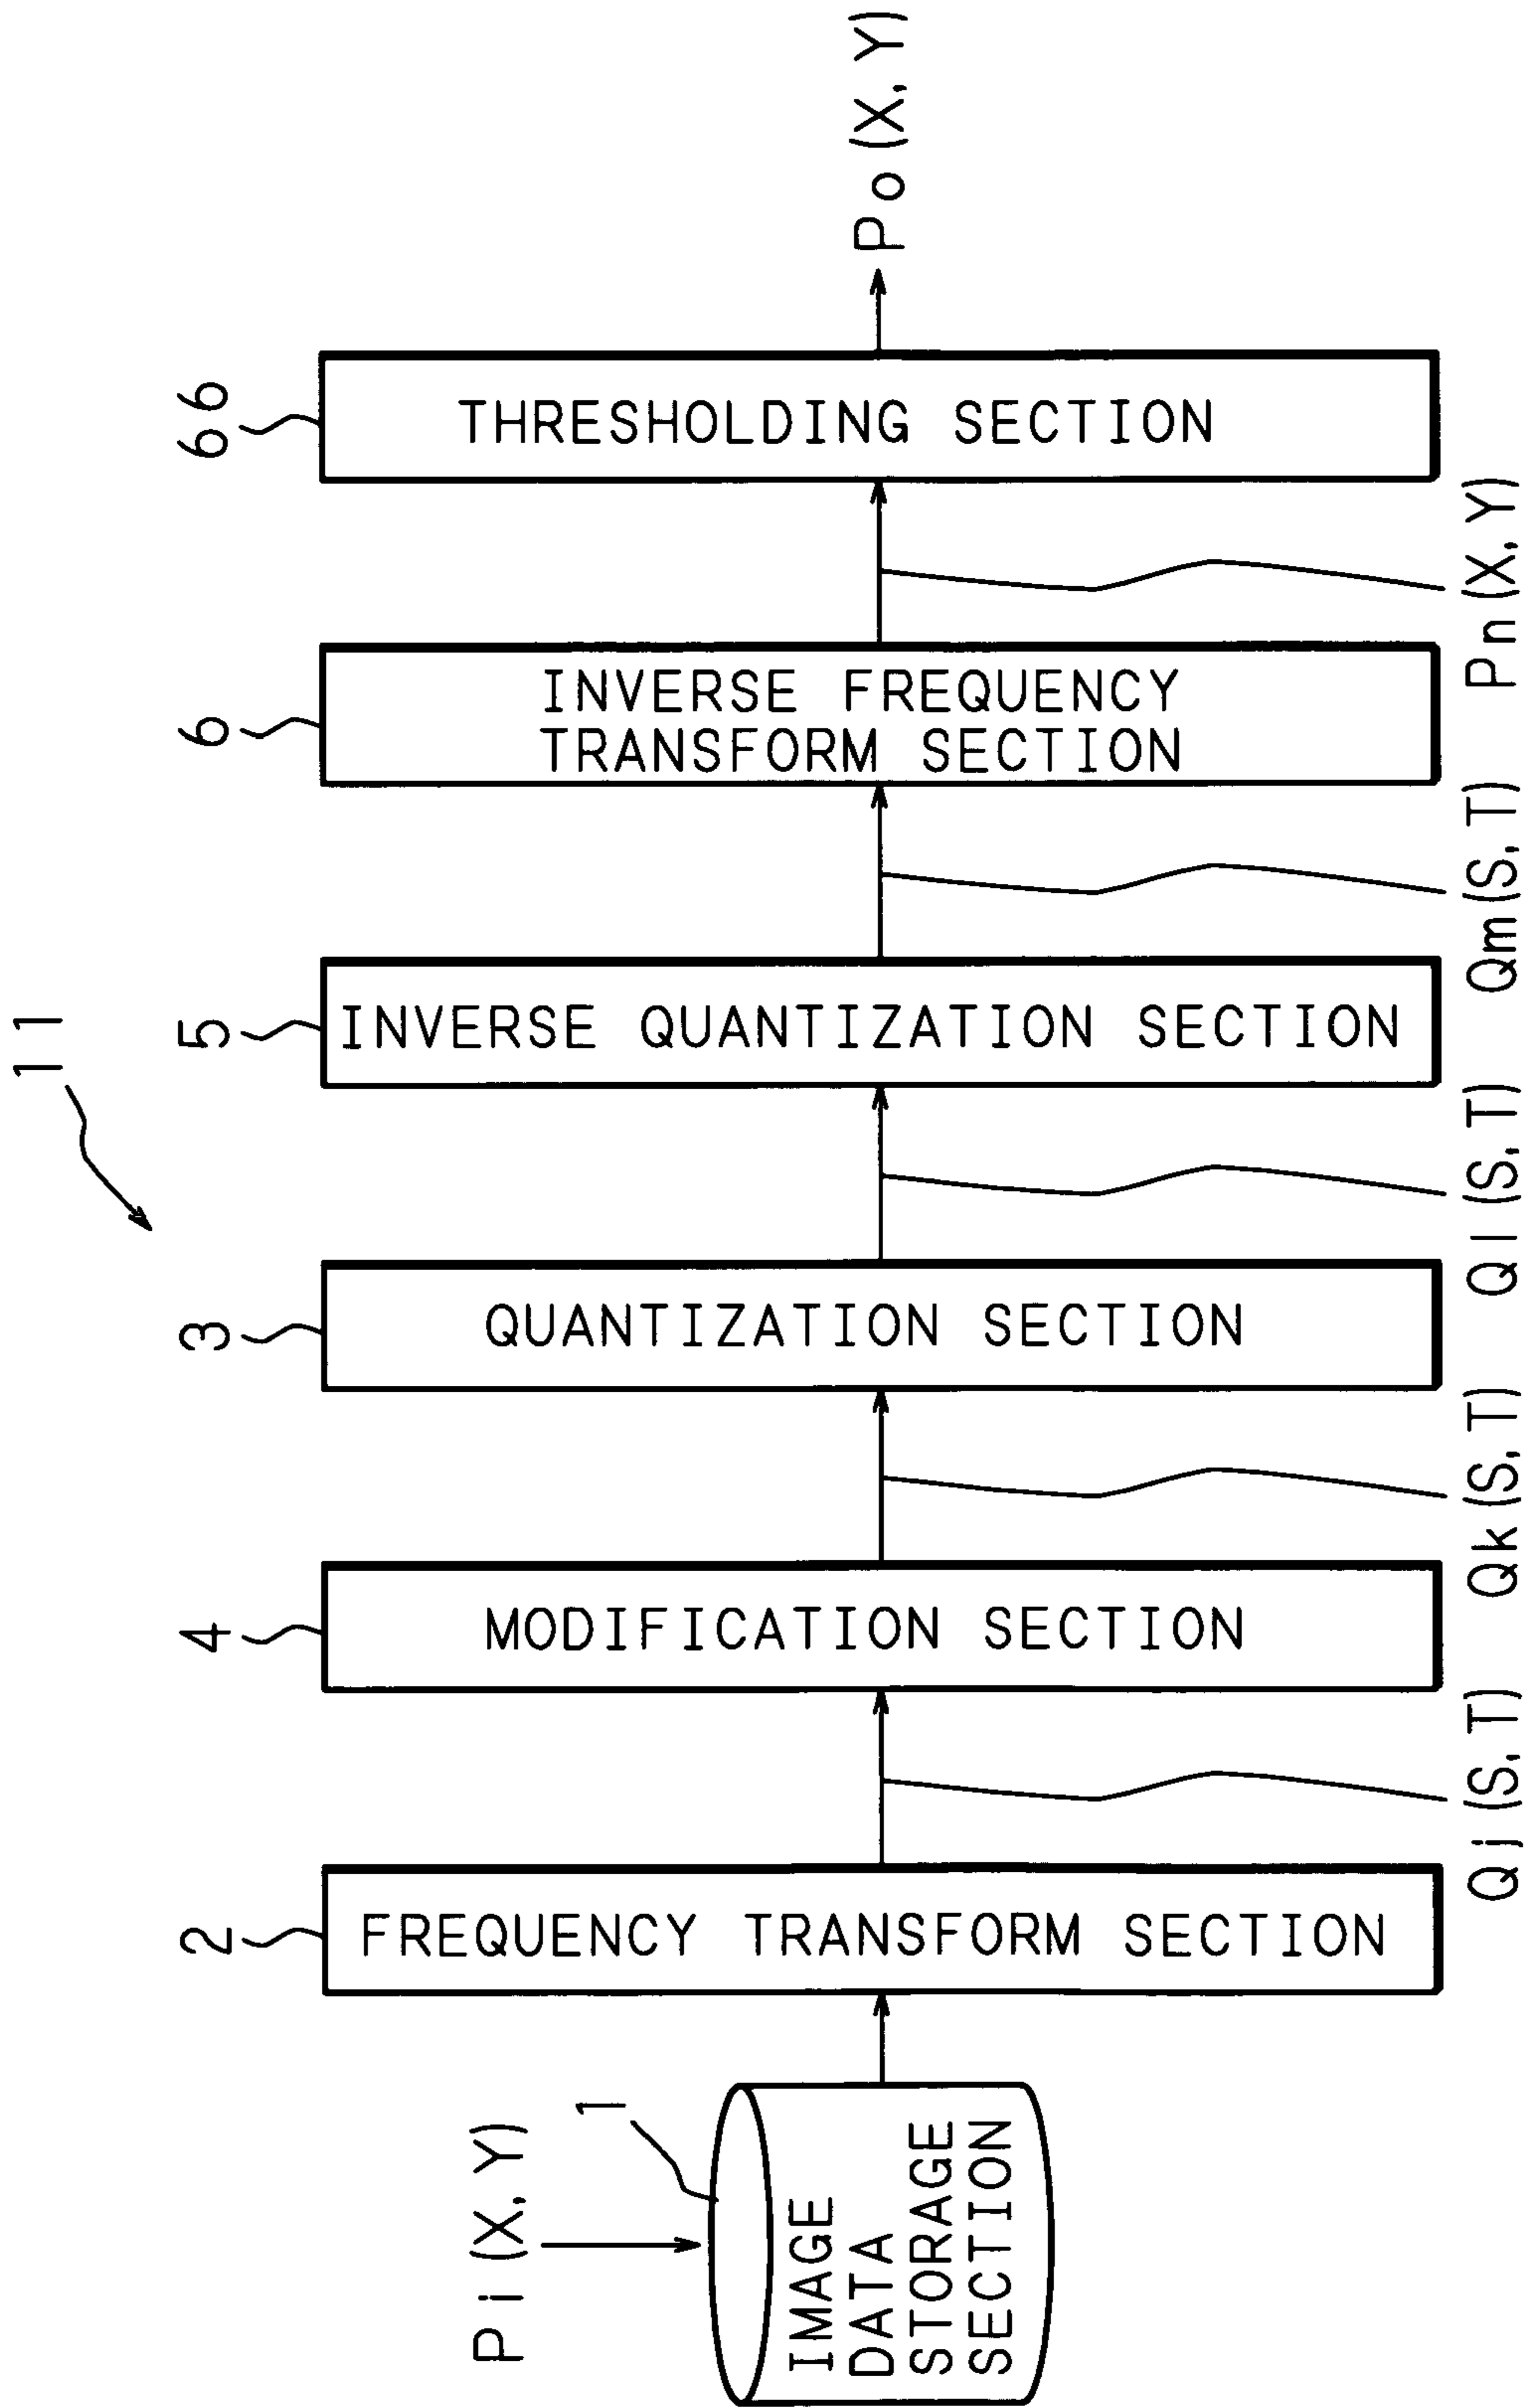 11
Pi (X, Y)
1
IMAGE
DATA
STORAGE
SECTION
2
FREQUENCY TRANSFORM SECTION
Qj (S, T)
4
MODIFICATION SECTION
Qk (S, T)
3
QUANTIZATION SECTION
Ql (S, T)
5
INVERSE QUANTIZATION SECTION
Qm (S, T)
6
INVERSE FREQUENCY
TRANSFORM SECTION
Pn (X, Y)
66
THRESHOLDING SECTION
Po (X, Y)